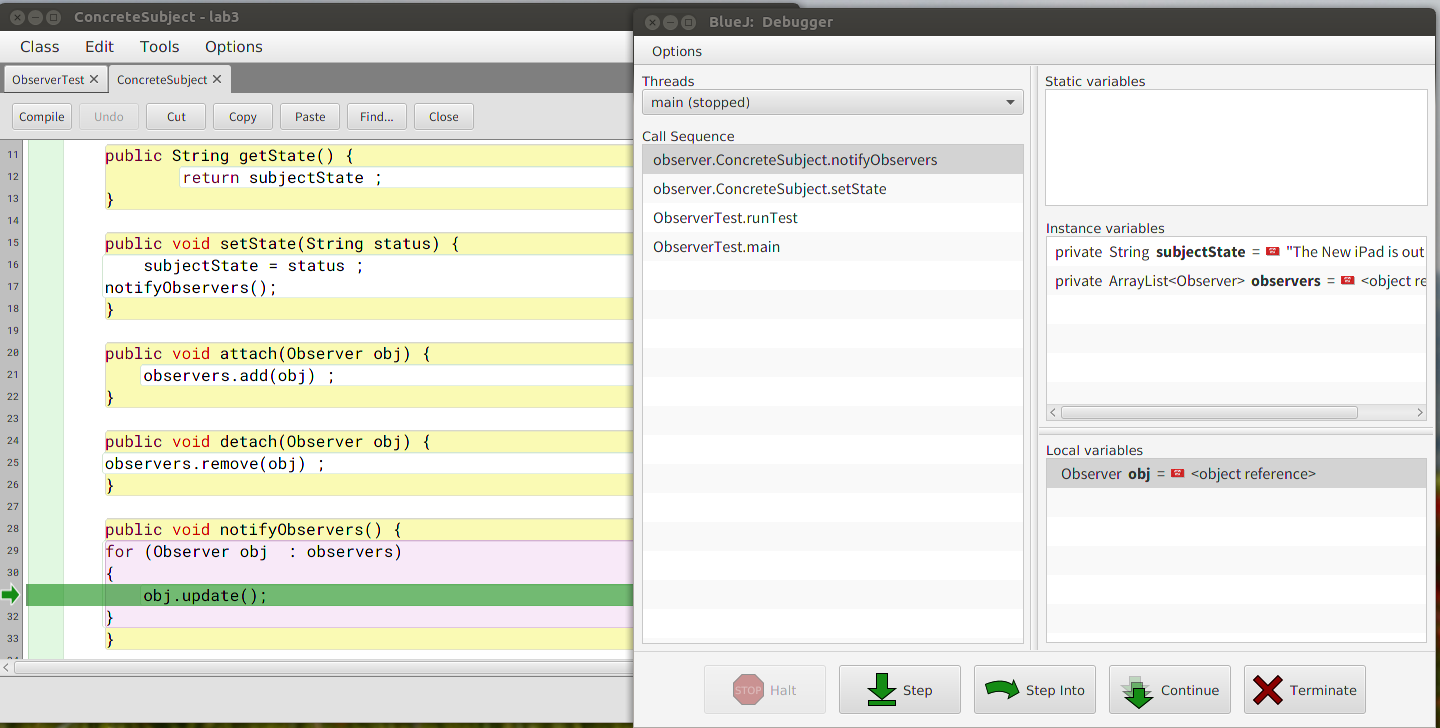 ConcreteSubject - lab3
Class Edit Tools Options
ObserverTest ConcreteSubject
Compile Undo Cut Copy Paste Find... Close
11 public String getState() {
12 return subjectState ;
13 }
14
15 public void setState(String status) {
16 subjectState = status ;
17 notifyObservers();
18 }
19
20 public void attach(Observer obj) {
21 observers.add(obj) ;
22 }
23
24 public void detach(Observer obj) {
25 observers.remove(obj) ;
26 }
27
28 public void notifyObservers() {
29 for (Observer obj : observers)
30 {
obj.update();
32 }
33 }
BlueJ: Debugger
Options
Threads
main (stopped)
Call Sequence
observer.ConcreteSubject.notifyObservers
observer.ConcreteSubject.setState
ObserverTest.runTest
ObserverTest.main
Static variables
Instance variables
private String subjectState = "The New iPad is out
private ArrayList<Observer> observers = <object re
Local variables
Observer obj = <object reference>
STOP Halt
Step
Step Into
Continue
Terminate